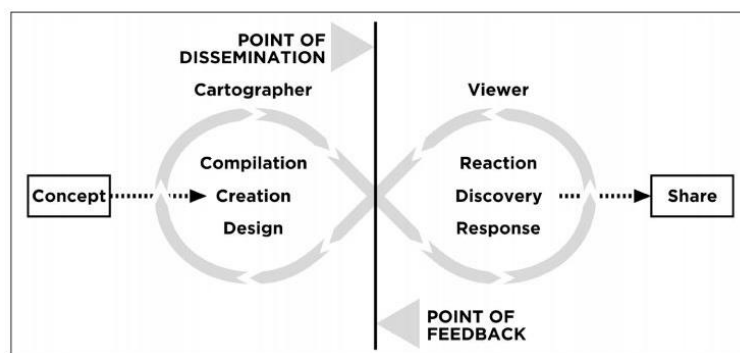 POINT OF
DISSEMINATION
Cartographer
Viewer
Compilation
Reaction
Concept
Creation
Discovery
Share
Design
Response
POINT OF
FEEDBACK